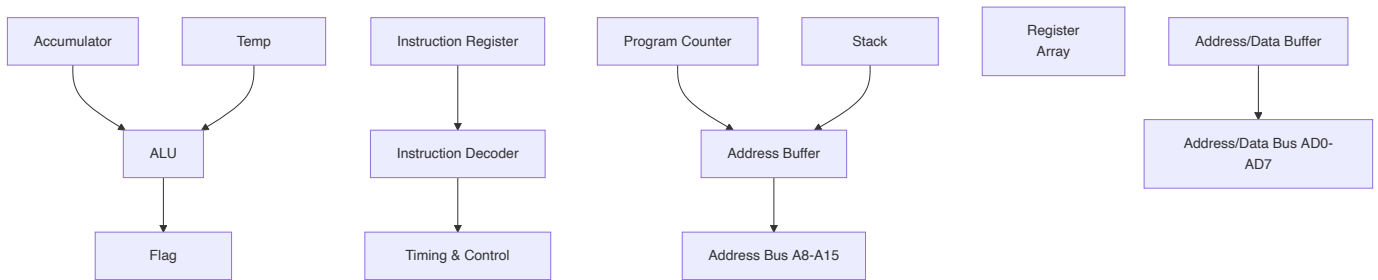 Accumulator
Temp
Instruction Register
Program Counter
Stack
Register
Array
Address/Data Buffer
ALU
Instruction Decoder
Address Buffer
Address/Data Bus AD0-
AD7
Flag
Timing & Control
Address Bus A8-A15